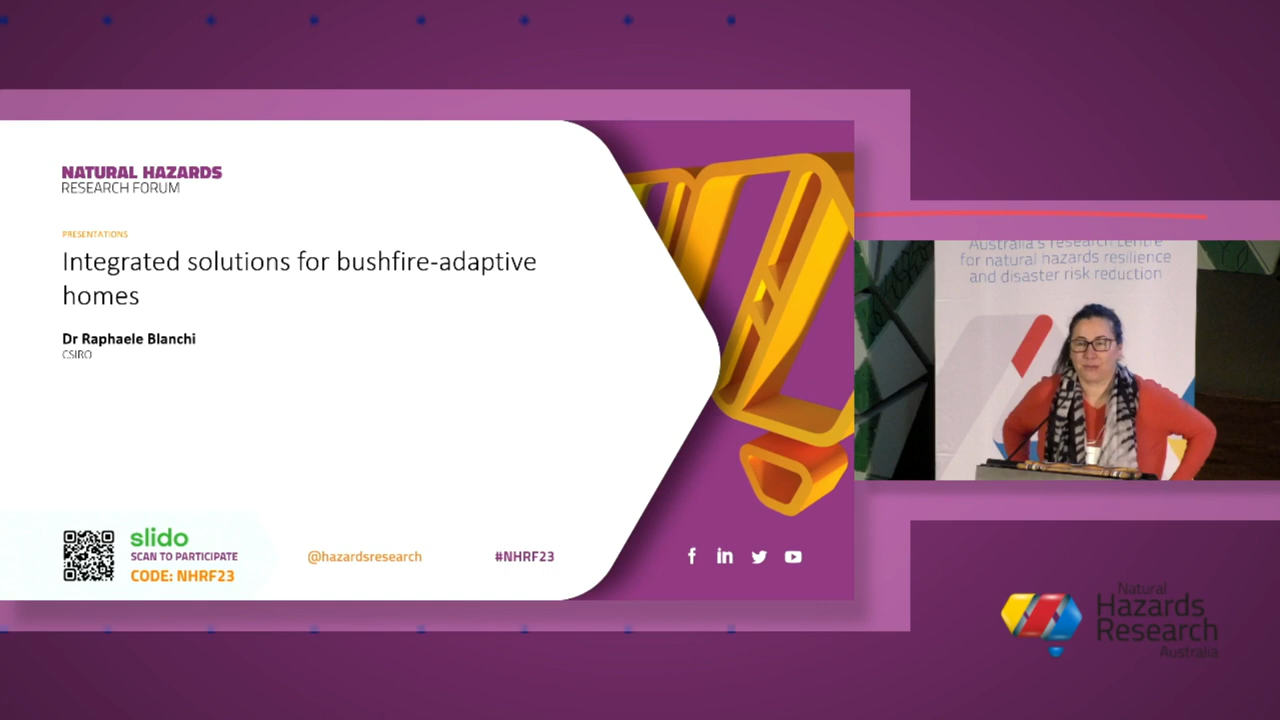 NATURAL HAZARDS
RESEARCH FORUM
PRESENTATIONS
Integrated solutions for bushfire-adaptive
homes
Dr Raphaele Blanchi
CSIRO
slido
SCAN TO PARTICIPATE
CODE: NHRF23
@hazardsresearch
#NHRF23
Australia's research centre
for natural hazards resilience
and disaster risk reduction
Natural
Hazards
Research
Australia